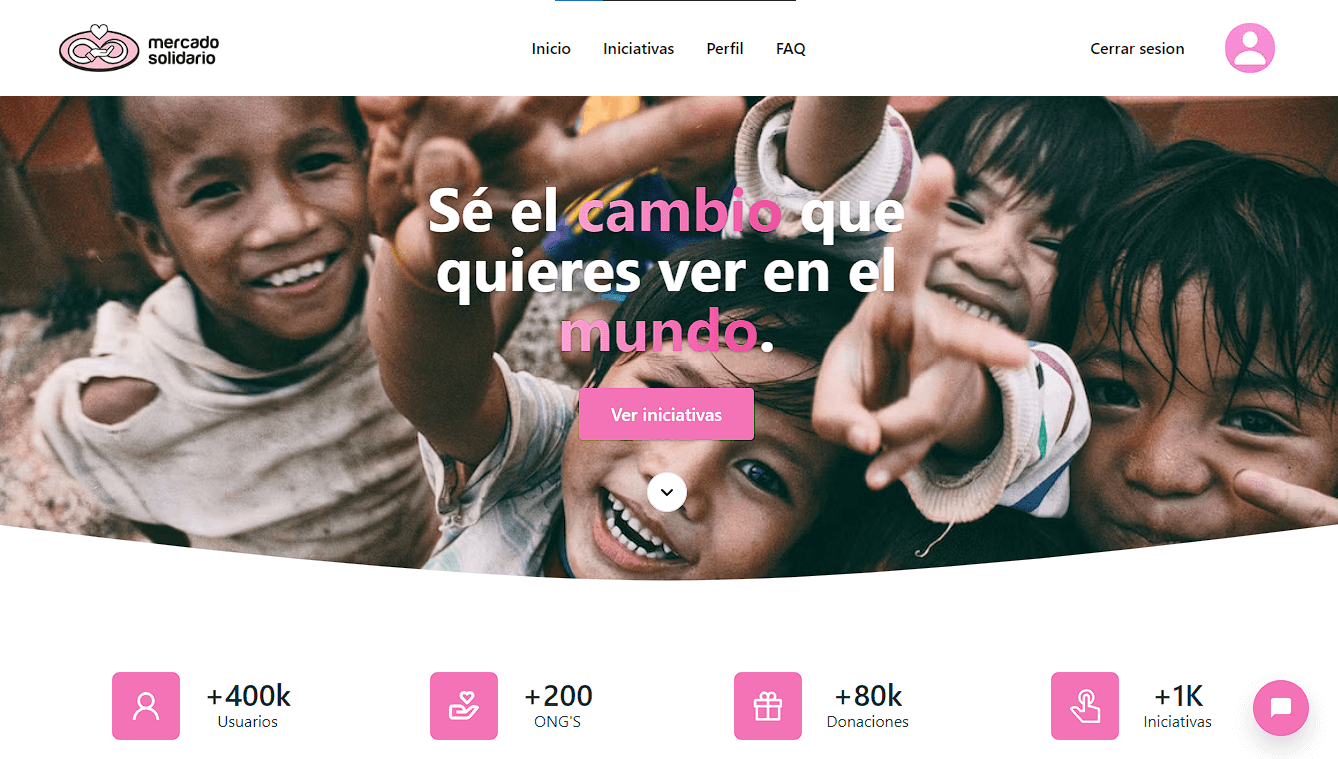 mercado
solidario
Inicio
Iniciativas
Perfil
FAQ
Cerrar sesion
Sé el cambio que
quieres ver en el
mundo.
Ver iniciativas
+400k
Usuarios
+200
ONG'S
+80k
Donaciones
+1K
Iniciativas